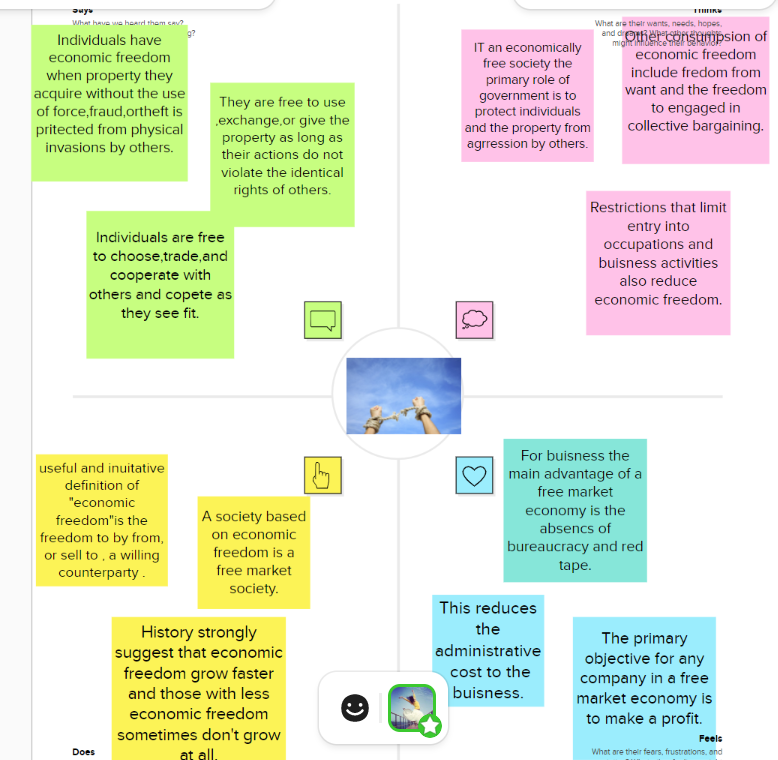 Says
What have we heard them say?
g?
Individuals have
economic freedom
when property they
acquire without the use
of force,fraud,ortheft is
pritected from physical
invasions by others.
They are free to use
,exchange,or give the
property as long as
their actions do not
violate the identical
rights of others.
Individuals are free
to choose,trade,and
cooperate with
others and copete as
they see fit.
Thinks
What are their wants, needs, hopes,
and dreams? What other thoughts
might influence their behavior?
IT an economically
free society the
primary role of
government is to
protect individuals
and the property from
agrression by others.
Other consumpsion of
economic freedom
include fredom from
want and the freedom
to engaged in
collective bargaining.
Restrictions that limit
entry into
occupations and
buisness activities
also reduce
economic freedom.
useful and inuitative
definition of
"economic
freedom"is the
freedom to by from,
or sell to , a willing
counterparty .
A society based
on economic
freedom is a
free market
society.
History strongly
suggest that economic
freedom grow faster
and those with less
economic freedom
sometimes don't grow
at all.
Does
For buisness the
main advantage of a
free market
economy is the
absencs of
bureaucracy and red
tape.
This reduces
the
administrative
cost to the
buisness.
The primary
objective for any
company in a free
market economy is
to make a profit.
Feels
What are their fears, frustrations, and